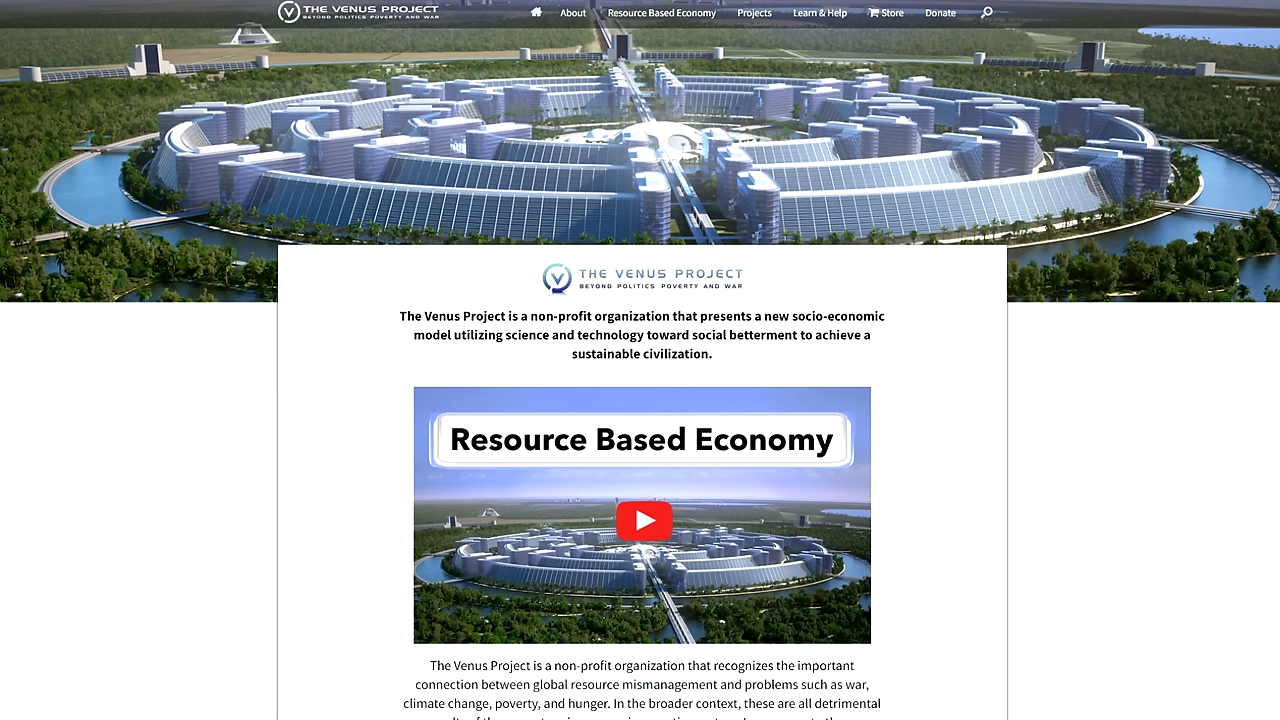 THE VENUS PROJECT
BEYOND POLITICS POVERTY AND WAR
About Resource Based Economy Projects Learn & Help Store Donate
THE VENUS PROJECT
BEYOND POLITICS POVERTY AND WAR
The Venus Project is a non-profit organization that presents a new socio-economic
model utilizing science and technology toward social betterment to achieve a
sustainable civilization.
Resource Based Economy
The Venus Project is a non-profit organization that recognizes the important
connection between global resource mismanagement and problems such as war,
climate change, poverty, and hunger. In the broader context, these are all detrimental